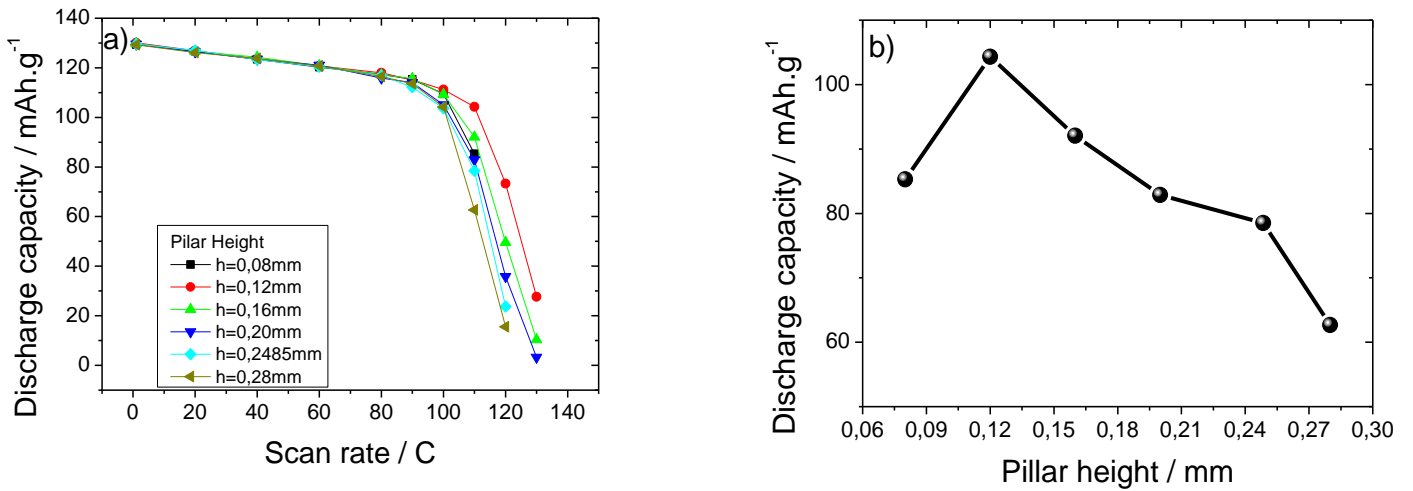 a)
Discharge capacity / mAh.g⁻¹
140
130
120
110
100
80
60
40
20
0
Pilar Height
h=0,08mm
h=0,12mm
h=0,16mm
h=0,20mm
h=0,2485mm
h=0,28mm
0 20 40 60 80 100 120 140
Scan rate / C
b)
Discharge capacity / mAh.g⁻¹
100
80
60
0,06 0,09 0,12 0,15 0,18 0,21 0,24 0,27 0,30
Pillar height / mm